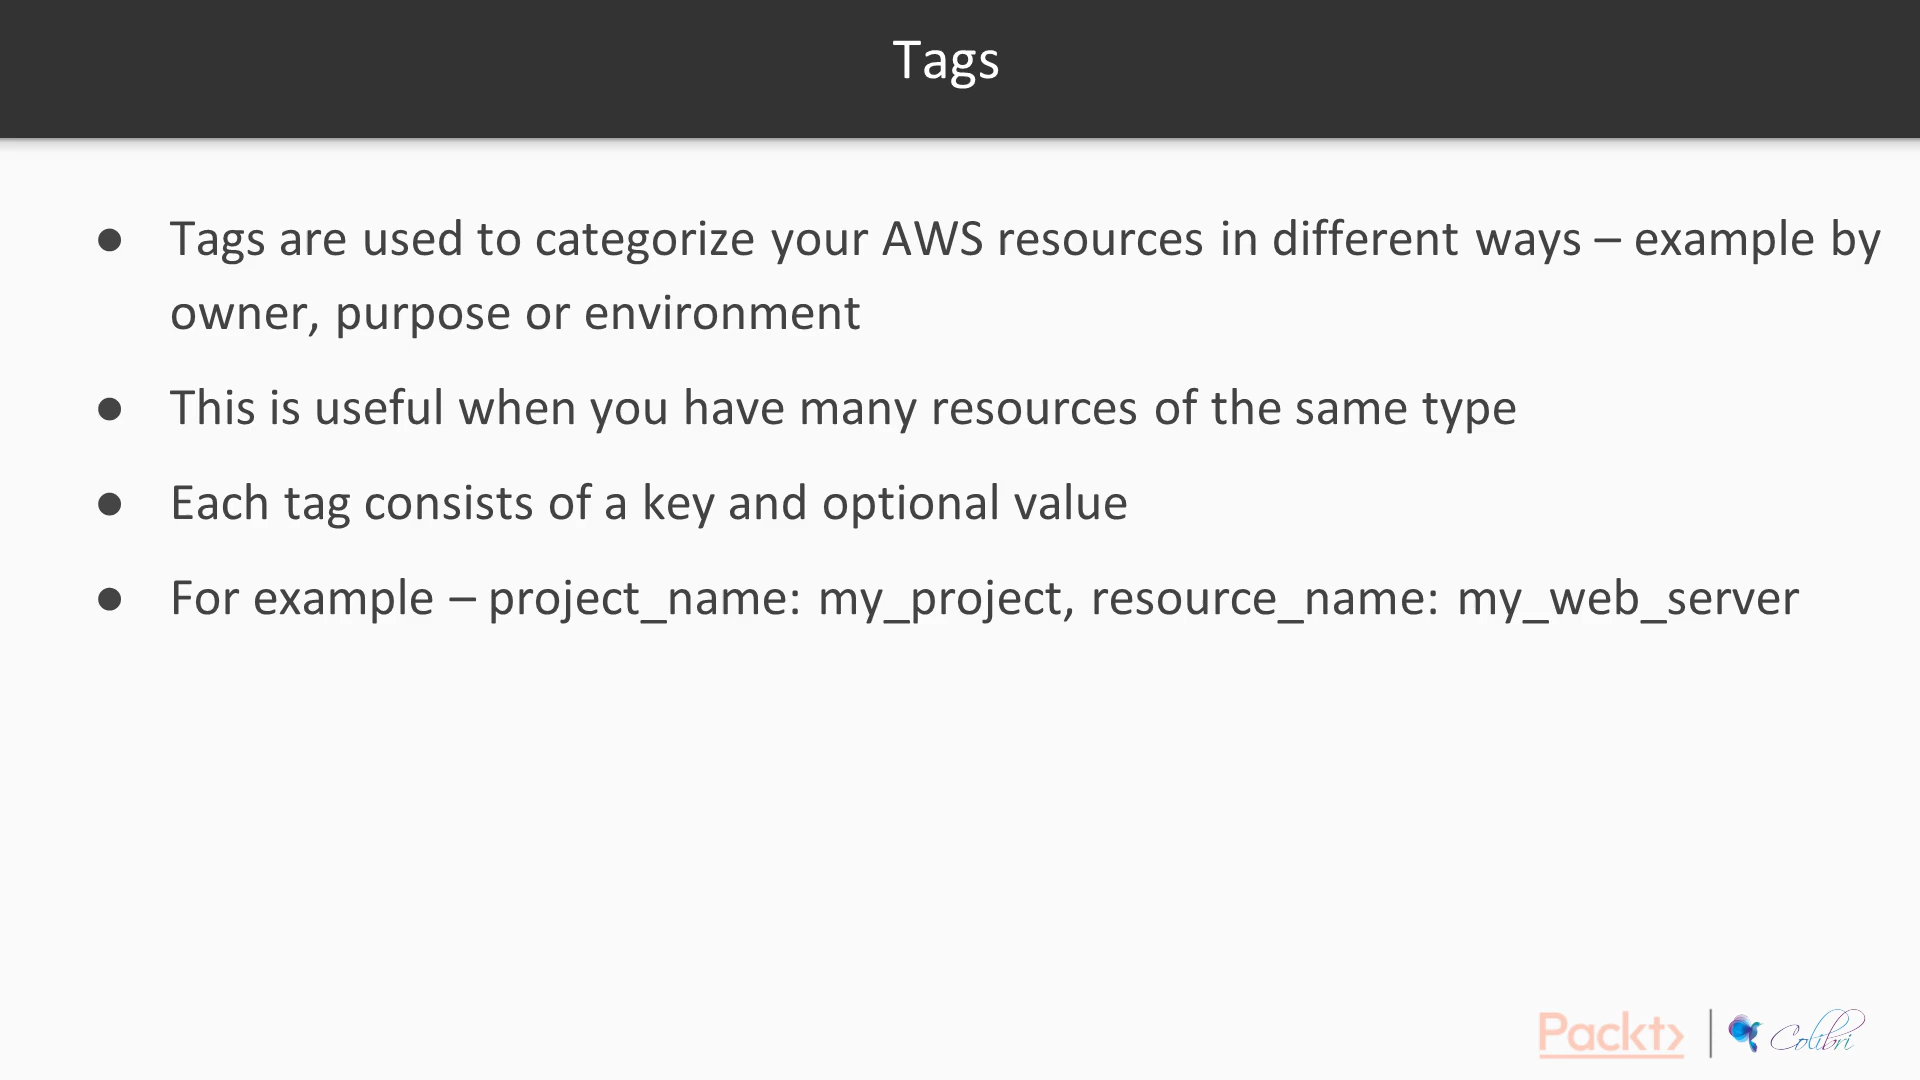 Tags
● Tags are used to categorize your AWS resources in different ways – example by
owner, purpose or environment
● This is useful when you have many resources of the same type
● Each tag consists of a key and optional value
● For example – project_name: my_project, resource_name: my_web_server
Packt> | Colibri